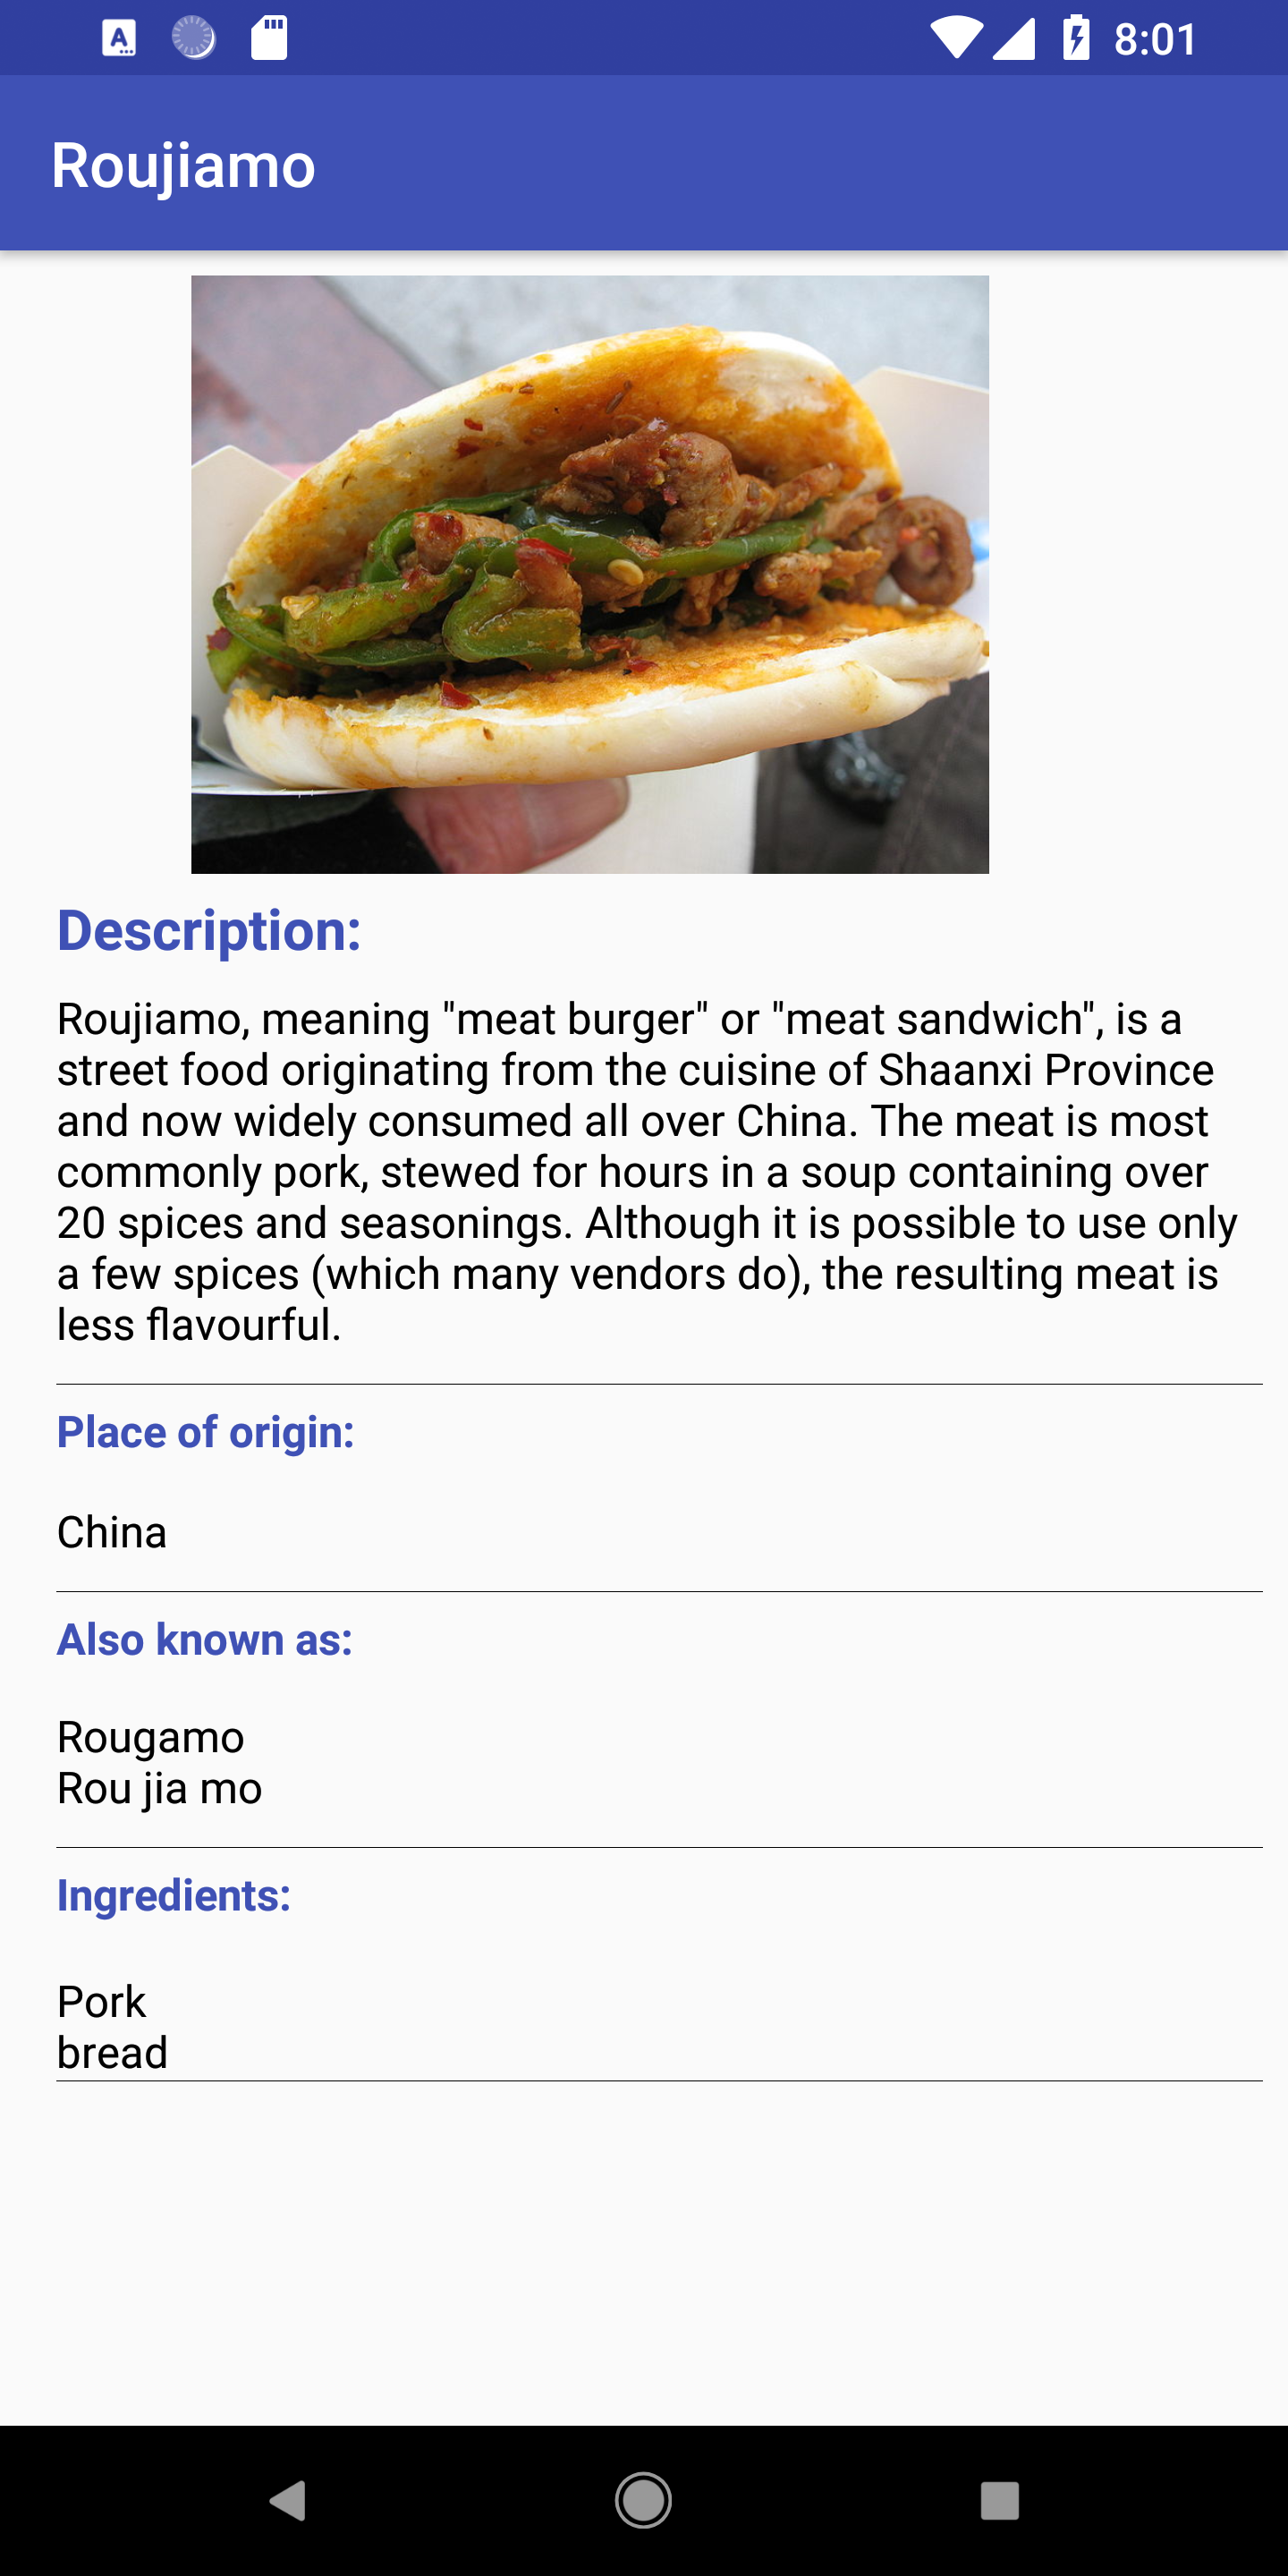 8:01
Roujiamo
Description:
Roujiamo, meaning "meat burger" or "meat sandwich", is a
street food originating from the cuisine of Shaanxi Province
and now widely consumed all over China. The meat is most
commonly pork, stewed for hours in a soup containing over
20 spices and seasonings. Although it is possible to use only
a few spices (which many vendors do), the resulting meat is
less flavourful.
Place of origin:
China
Also known as:
Rougamo
Rou jia mo
Ingredients:
Pork
bread